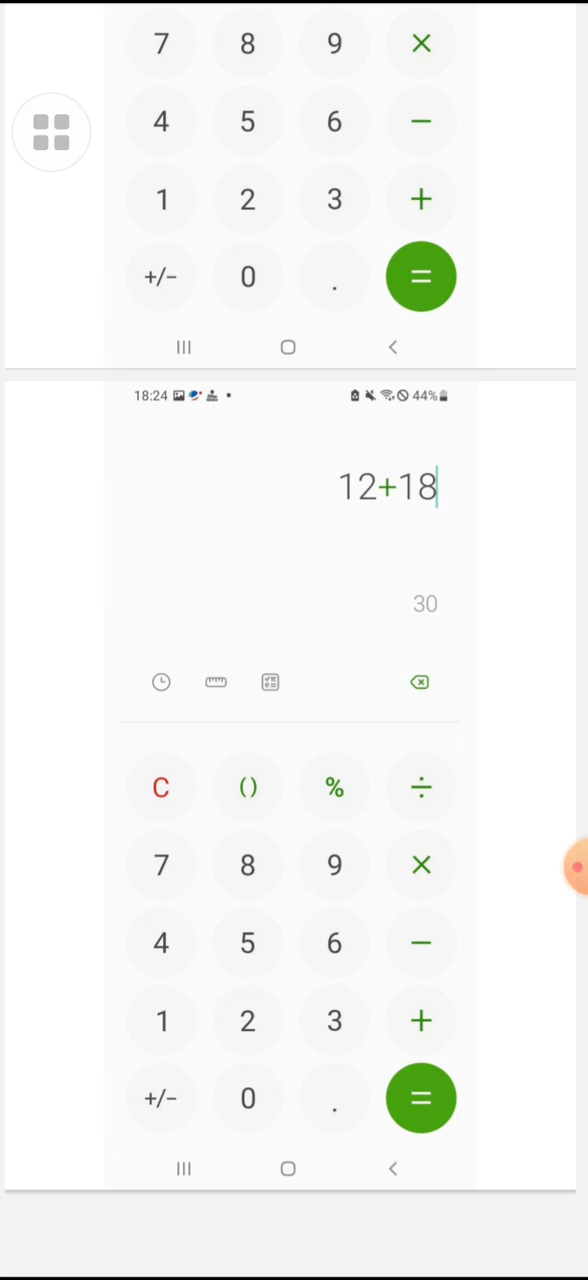 7 8 9 ×
4 5 6 −
1 2 3 +
+/− 0 . =
18:24 44%
12+18
30
C () % ÷
7 8 9 ×
4 5 6 −
1 2 3 +
+/− 0 . =